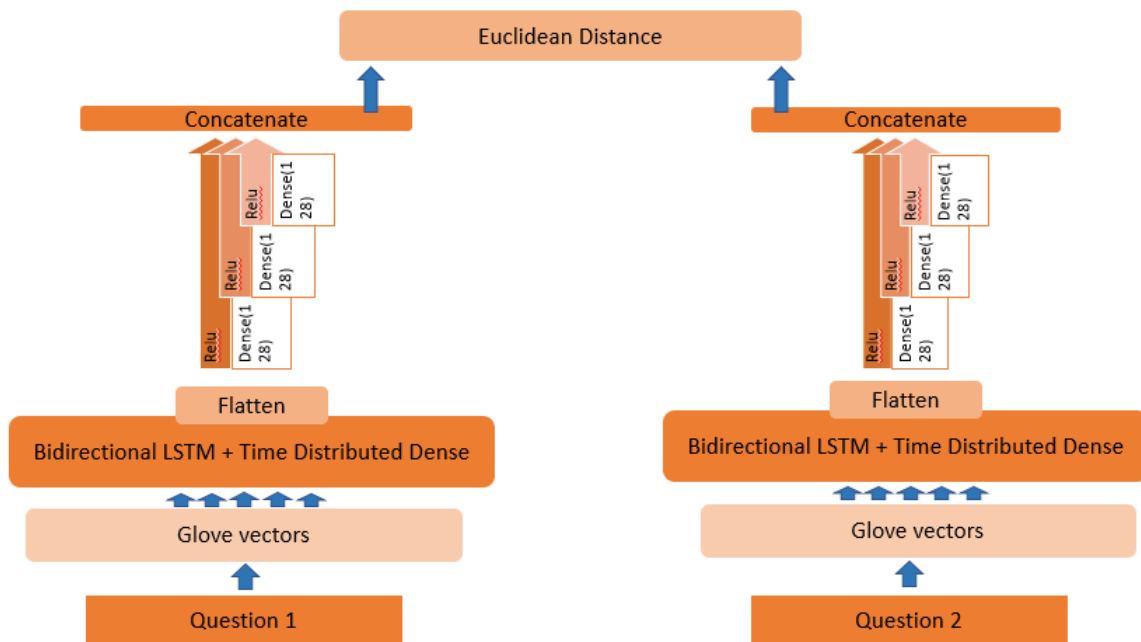 Euclidean Distance
Concatenate
Relu
Dense(1
28)
Relu
Dense(1
28)
Relu
Dense(1
28)
Flatten
Bidirectional LSTM + Time Distributed Dense
Glove vectors
Question 1
Concatenate
Relu
Dense(1
28)
Relu
Dense(1
28)
Relu
Dense(1
28)
Flatten
Bidirectional LSTM + Time Distributed Dense
Glove vectors
Question 2